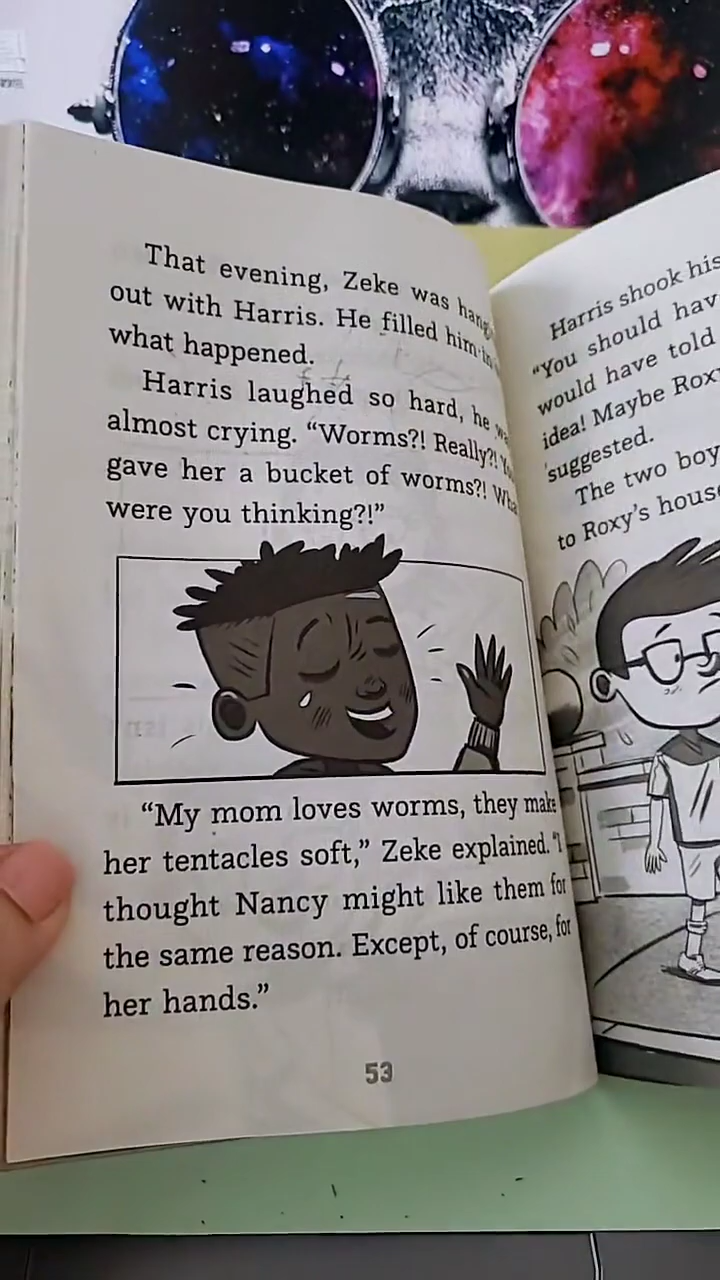 That evening, Zeke was hang
out with Harris. He filled him in
what happened.
Harris laughed so hard, he
almost crying. “Worms?! Really?!
gave her a bucket of worms?!
were you thinking?!”
“My mom loves worms, they make
her tentacles soft,” Zeke explained. “I
thought Nancy might like them for
the same reason. Except, of course, for
her hands.”
53
Harris shook his
“You should hav
would have told
idea! Maybe Rox
suggested.
The two boy
to Roxy’s house